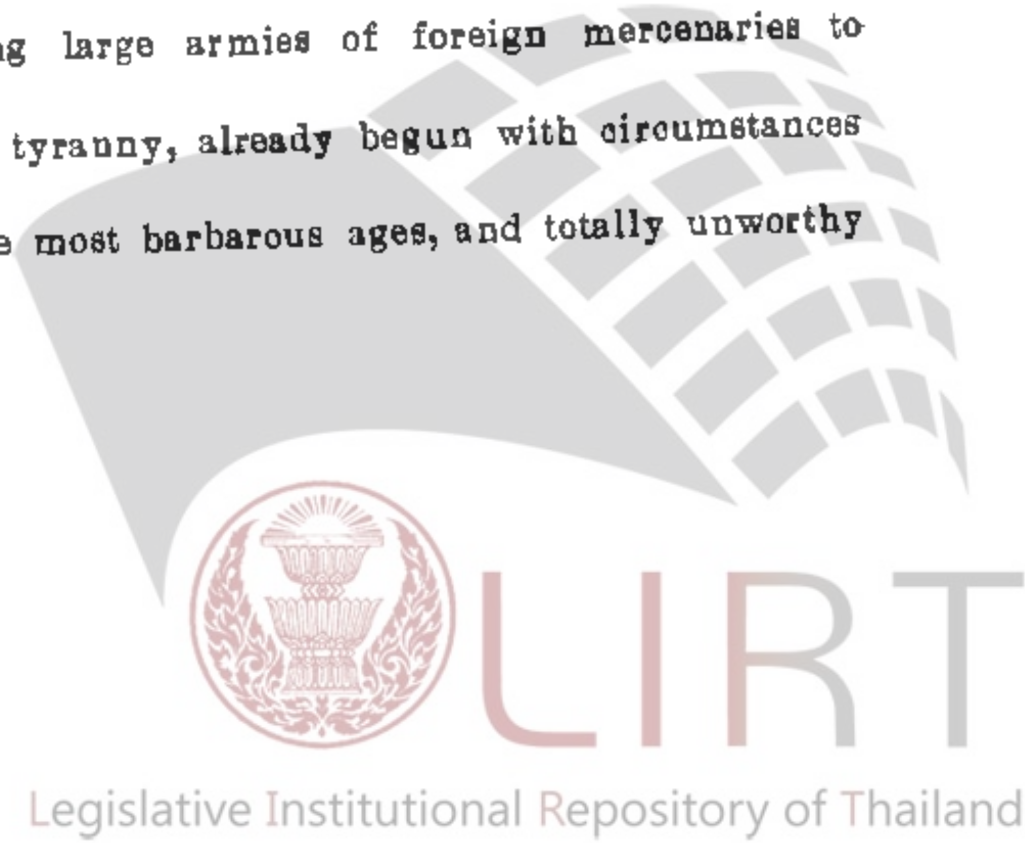 ng large armies of foreign mercenaries to
tyranny, already begun with circumstances
e most barbarous ages, and totally unworthy
LIRT
Legislative Institutional Repository of Thailand